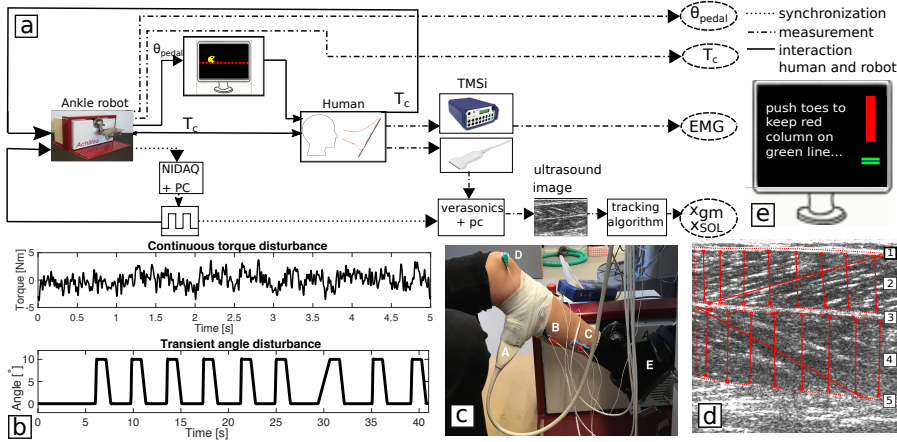 a
Ankle robot
Achilles
θpedal
Tc
Human
Tc
NIDAQ
+ PC
TMSi
verasonics
+ pc
ultrasound
image
tracking
algorithm
θpedal
Tc
EMG
xgm
xSOL
synchronization
measurement
interaction
human and robot
push toes to
keep red
column on
green line...
e
Continuous torque disturbance
Torque [Nm]
5
0
-5
0 0.5 1 1.5 2 2.5 3 3.5 4 4.5 5
Time [s]
Transient angle disturbance
Angle [°]
10
5
0
0 5 10 15 20 25 30 35 40
Time [s]
b
D
B
C
A
E
c
1
2
3
4
5
d